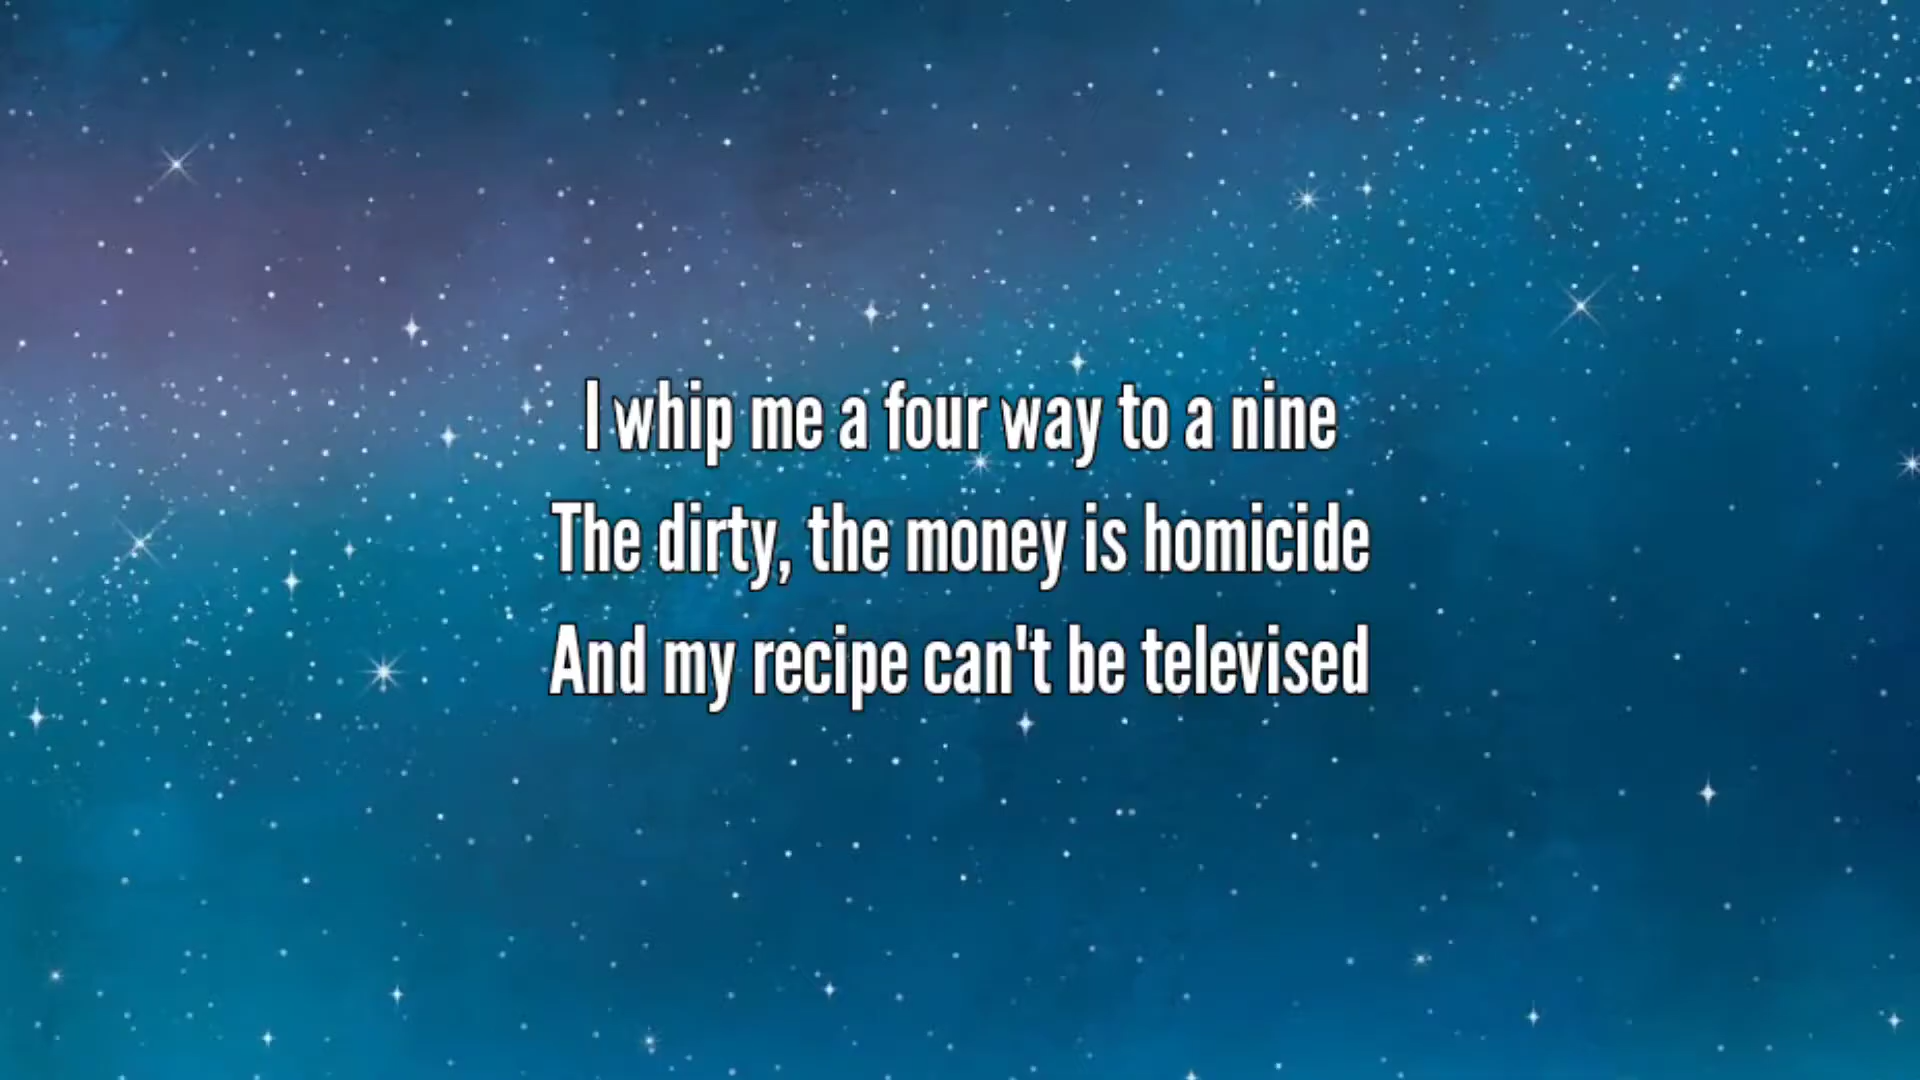 I whip me a four way to a nine
The dirty, the money is homicide
And my recipe can't be televised